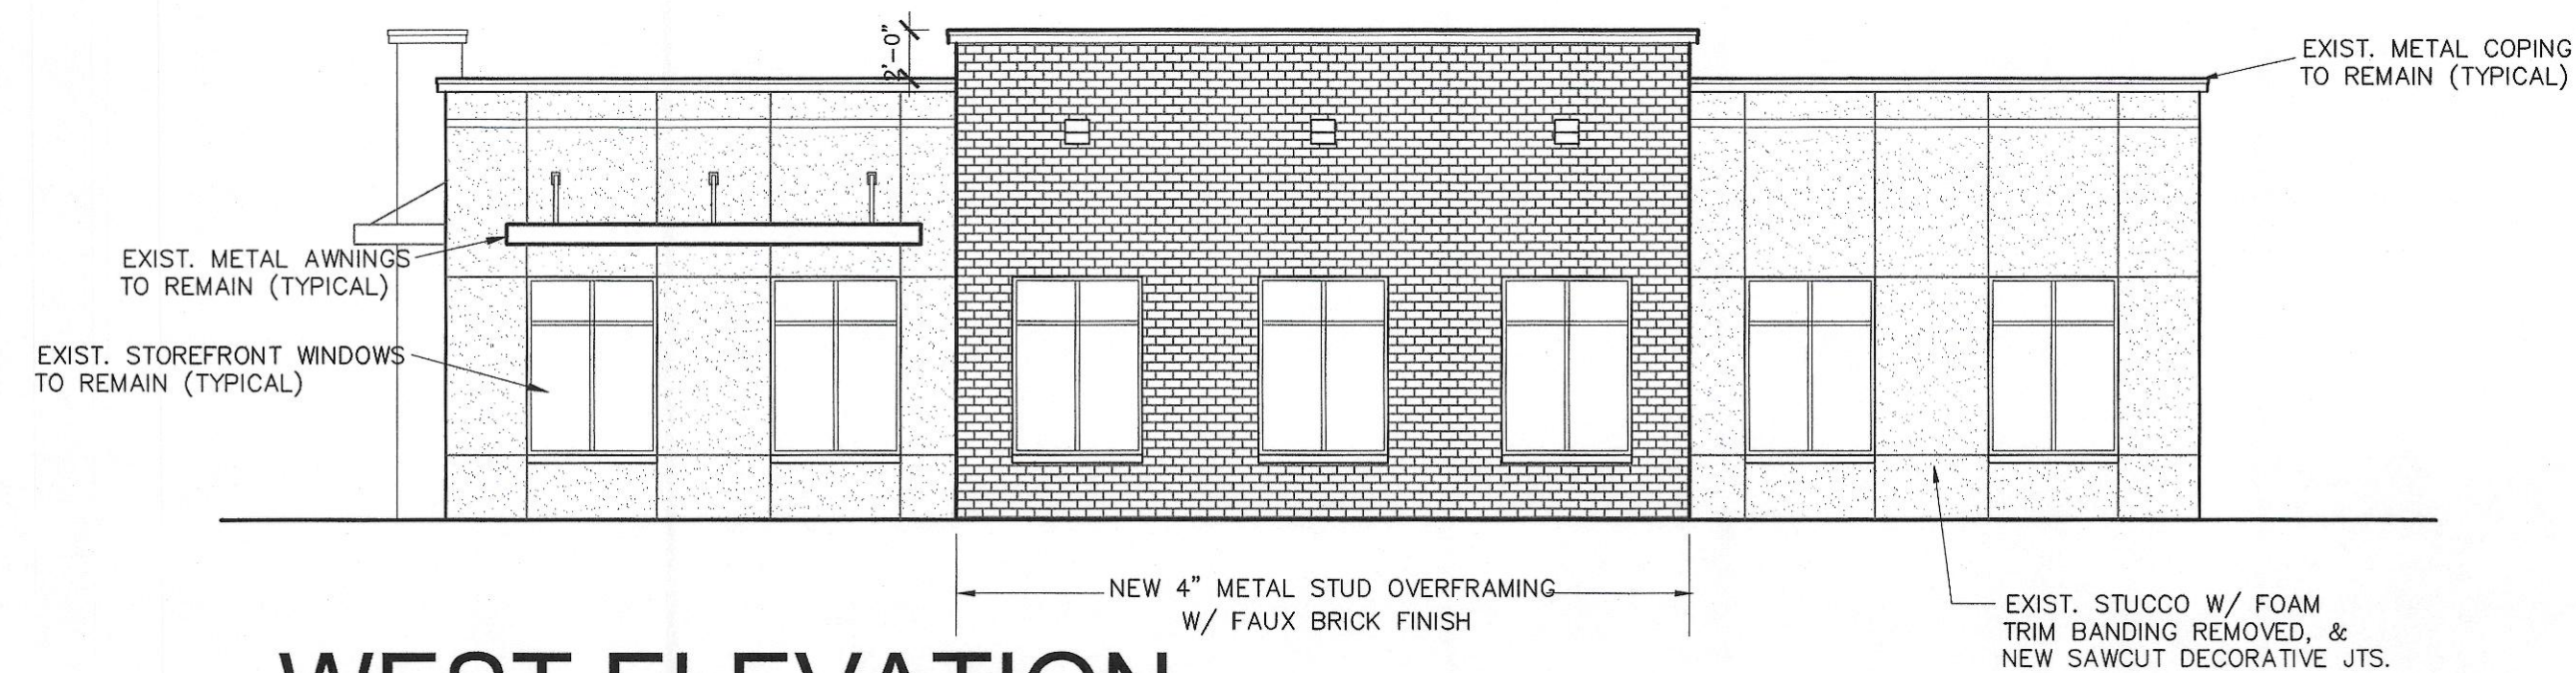 2'-0"
EXIST. METAL COPING
TO REMAIN (TYPICAL)
EXIST. METAL AWNINGS
TO REMAIN (TYPICAL)
EXIST. STOREFRONT WINDOWS
TO REMAIN (TYPICAL)
NEW 4" METAL STUD OVERFRAMING
W/ FAUX BRICK FINISH
EXIST. STUCCO W/ FOAM
TRIM BANDING REMOVED, &
NEW SAWCUT DECORATIVE JTS.
WEST ELEVATION